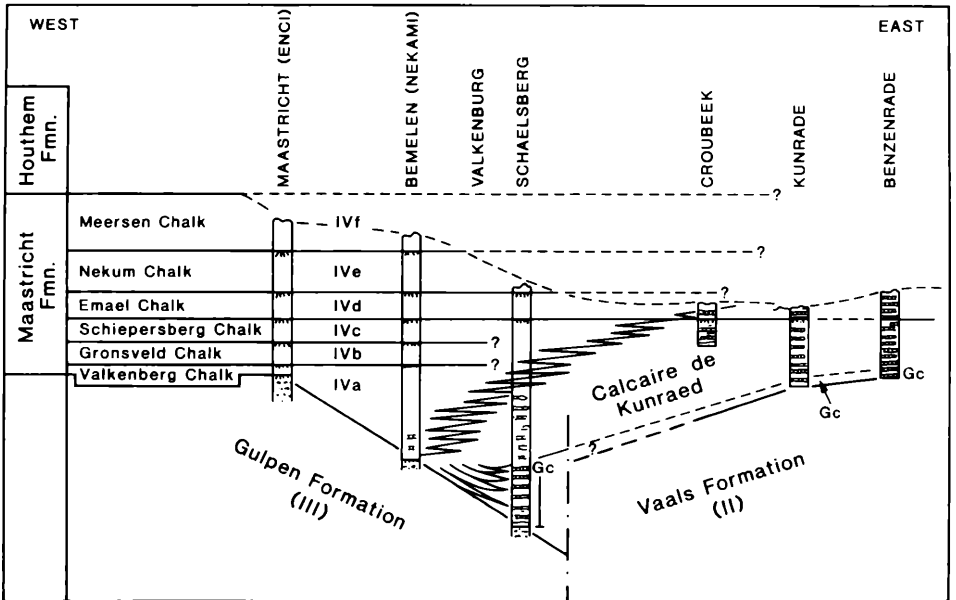 WEST
EAST
MAASTRICHT (ENCI)
BEMELEN (NEKAMI)
VALKENBURG
SCHAELSBERG
CROUBEEK
KUNRADE
BENZENRADE
Houthem
Fmn.
Maastricht
Fmn.
?
Meersen Chalk
IVf
?
Nekum Chalk
IVe
?
Emael Chalk
IVd
Schiepersberg Chalk
IVc
?
Gronsveld Chalk
IVb
?
Valkenberg Chalk
IVa
Calcaire de
Kunraed
Gc
Gc
?
Gc
Gulpen Formation
(III)
Vaals Formation
(II)